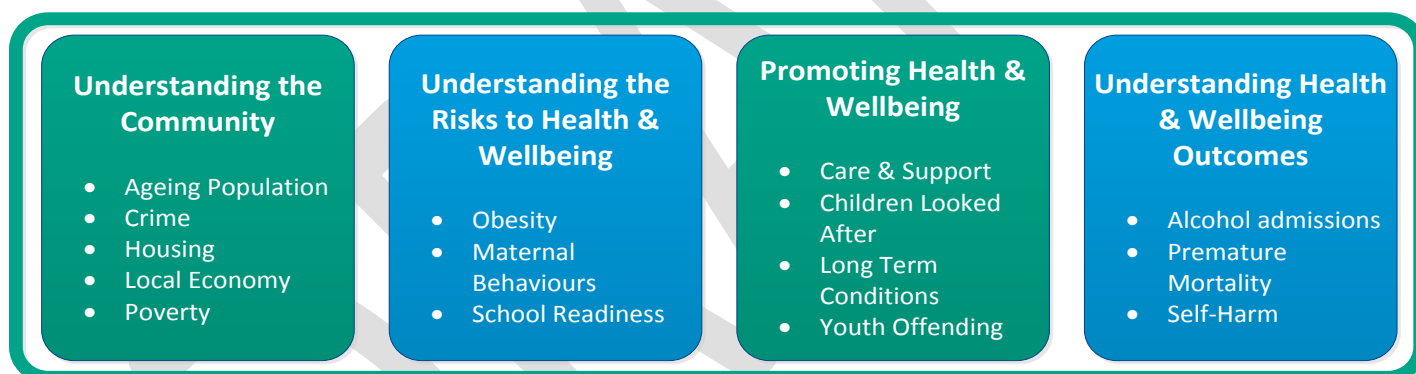 Understanding the
Community
• Ageing Population
• Crime
• Housing
• Local Economy
• Poverty
Understanding the
Risks to Health &
Wellbeing
• Obesity
• Maternal
Behaviours
• School Readiness
Promoting Health &
Wellbeing
• Care & Support
• Children Looked
After
• Long Term
Conditions
• Youth Offending
Understanding Health
& Wellbeing
Outcomes
• Alcohol admissions
• Premature
Mortality
• Self-Harm